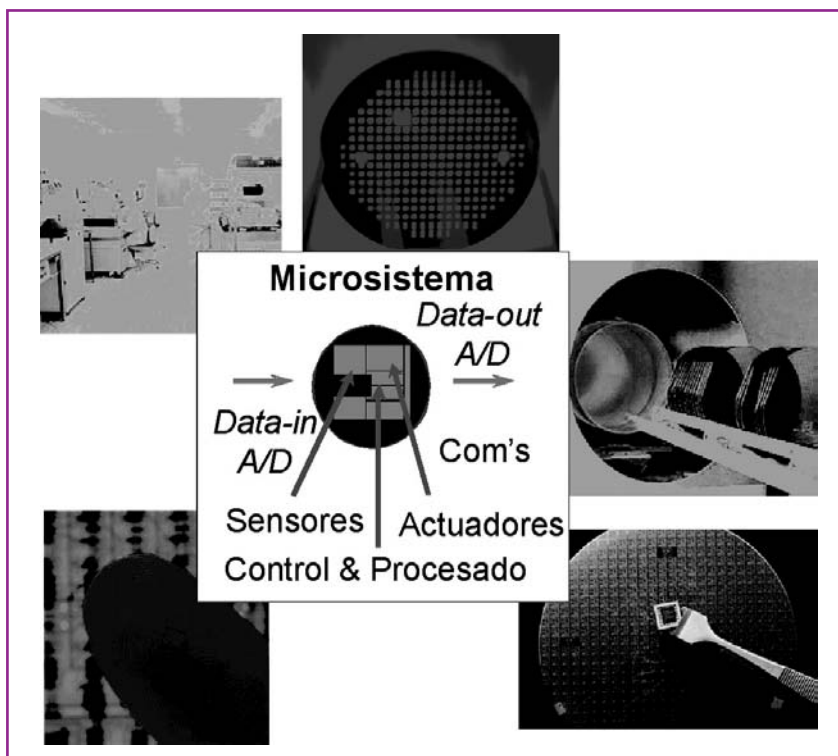 Microsistema
Data-out
A/D
Data-in
A/D
Com's
Sensores
Actuadores
Control & Procesado